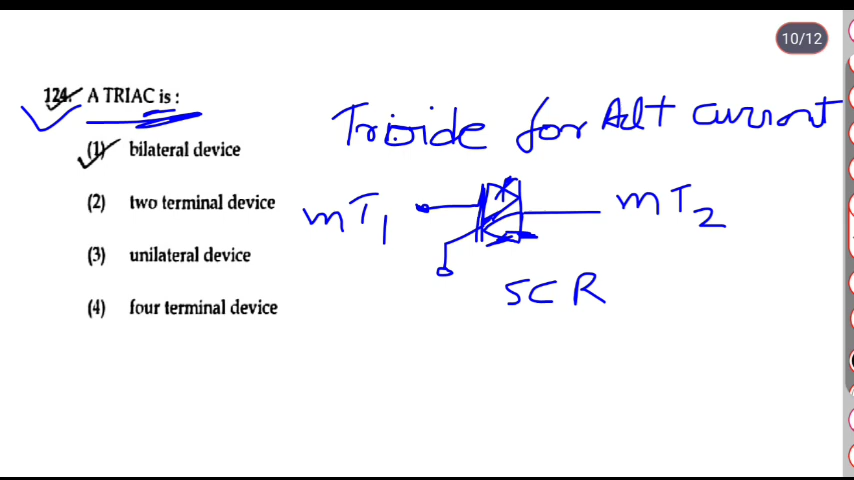 10/12
124. A TRIAC is :
(1) bilateral device
(2) two terminal device
(3) unilateral device
(4) four terminal device
Trioide for Alt current
mT1
mT2
SCR